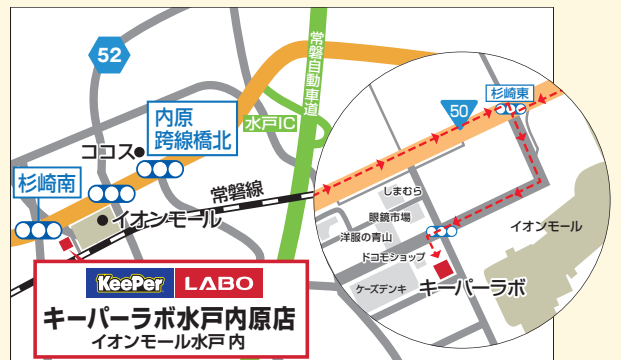 52
常磐自動車道
水戸IC
内原
跨線橋北
ココス
杉崎南
イオンモール
常磐線
KeePer LABO
キーパーラボ水戸内原店
イオンモール水戸 内
杉崎東
50
しまむら
眼鏡市場
洋服の青山
ドコモショップ
ケーズデンキ
イオンモール
キーパーラボ